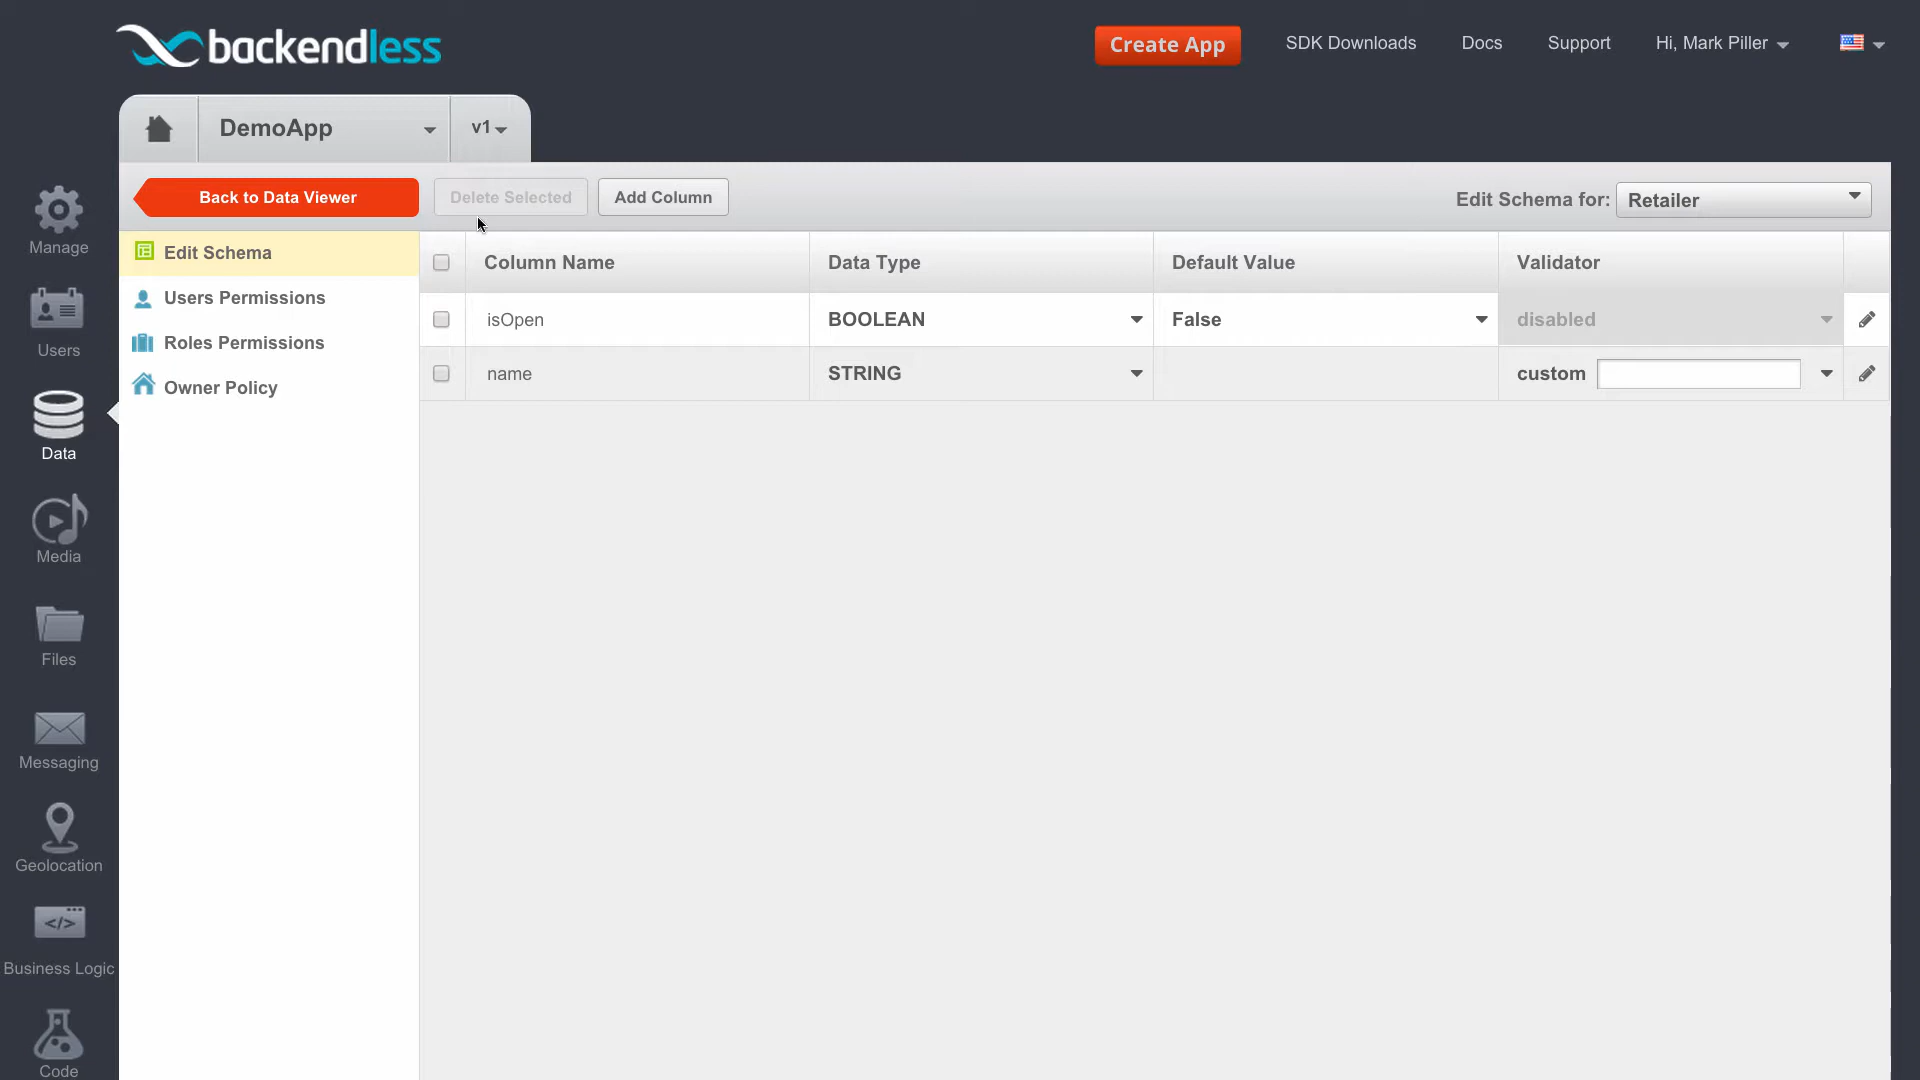 backendless
Create App
SDK Downloads
Docs
Support
Hi, Mark Piller
DemoApp
v1
Back to Data Viewer
Delete Selected
Add Column
Edit Schema for:
Retailer
Manage
Users
Data
Media
Files
Messaging
Geolocation
</>
Business Logic
Code
Edit Schema
Users Permissions
Roles Permissions
Owner Policy
Column Name
Data Type
Default Value
Validator
isOpen
BOOLEAN
False
disabled
name
STRING
custom